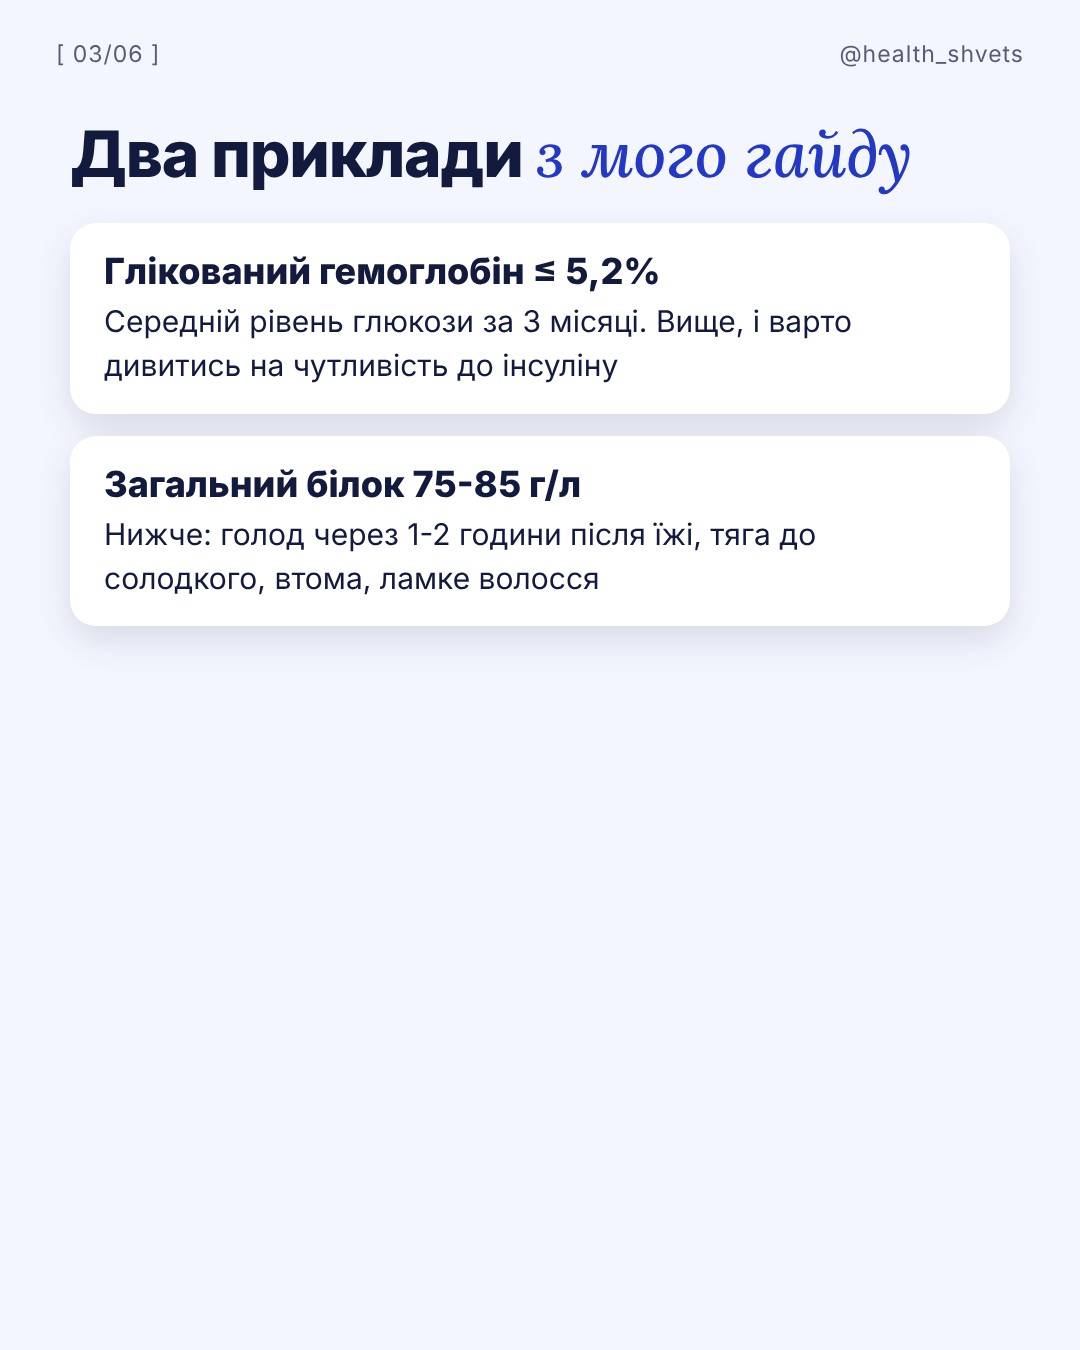 [ 03/06 ]
@health_shvets
Два приклади з мого гайду
Глікований гемоглобін ≤ 5,2%
Середній рівень глюкози за 3 місяці. Вище, і варто
дивитись на чутливість до інсуліну
Загальний білок 75-85 г/л
Нижче: голод через 1-2 години після їжі, тяга до
солодкого, втома, ламке волосся